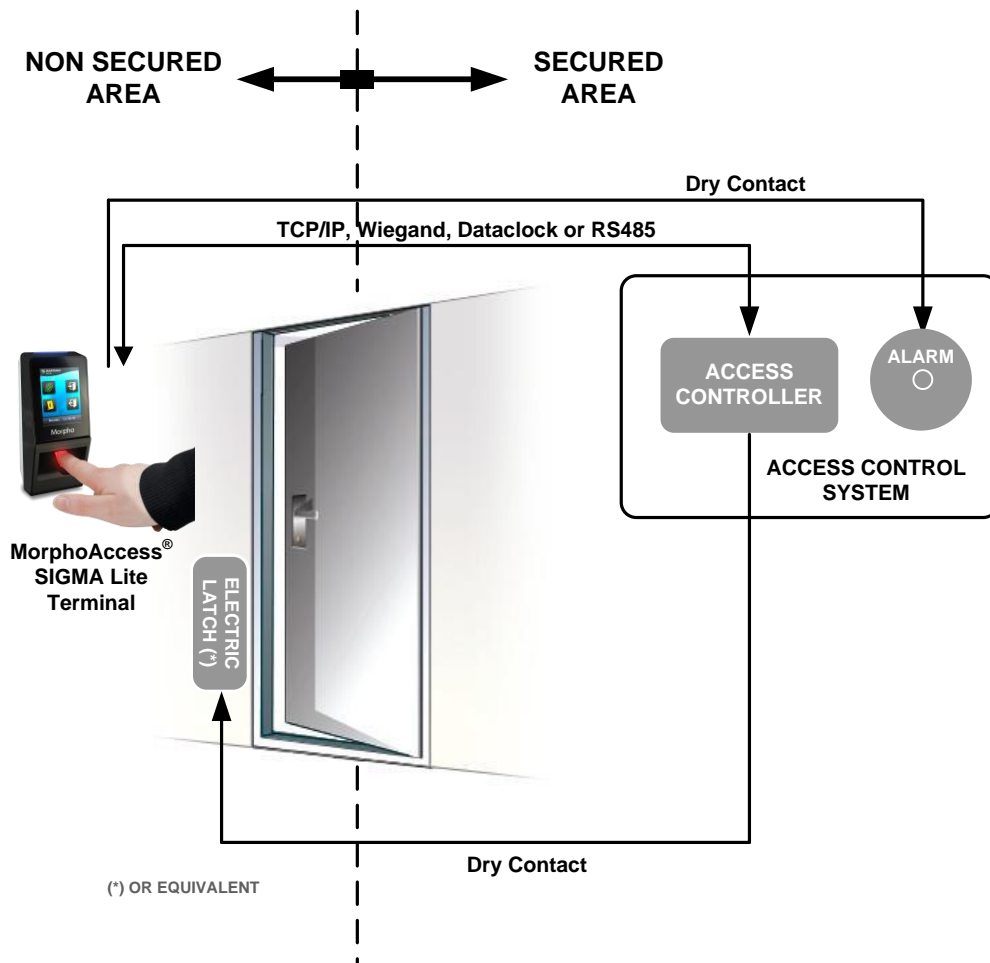 NON SECURED
AREA
SECURED
AREA
Dry Contact
TCP/IP, Wiegand, Dataclock or RS485
Morpho
ACCESS
CONTROLLER
ALARM
ACCESS CONTROL
SYSTEM
MorphoAccess®
SIGMA Lite
Terminal
ELECTRIC
LATCH (*)
Dry Contact
(*) OR EQUIVALENT